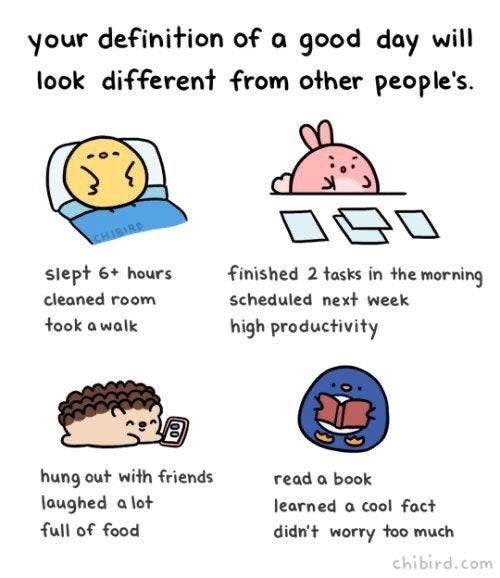 your definition of a good day will
look different from other people's.
CHIBIRD
slept 6+ hours
cleaned room
took a walk
finished 2 tasks in the morning
scheduled next week
high productivity
hung out with friends
laughed a lot
full of food
read a book
learned a cool fact
didn't worry too much
chibird.com